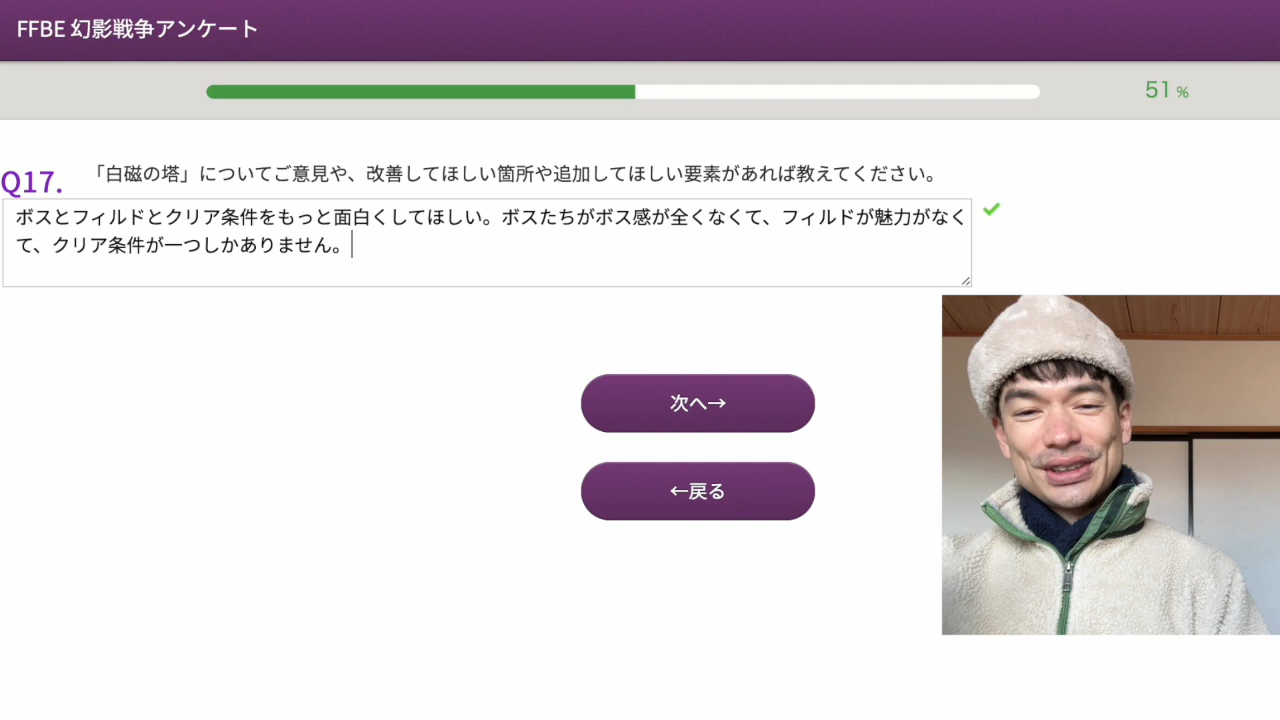 FFBE 幻影戦争アンケート
51 %
Q17.
「白磁の塔」についてご意見や、改善してほしい箇所や追加してほしい要素があれば教えてください。
ボスとフィルドとクリア条件をもっと面白くしてほしい。ボスたちがボス感が全くなくて、フィルドが魅力がなく
て、クリア条件が一つしかありません。
次へ→
←戻る